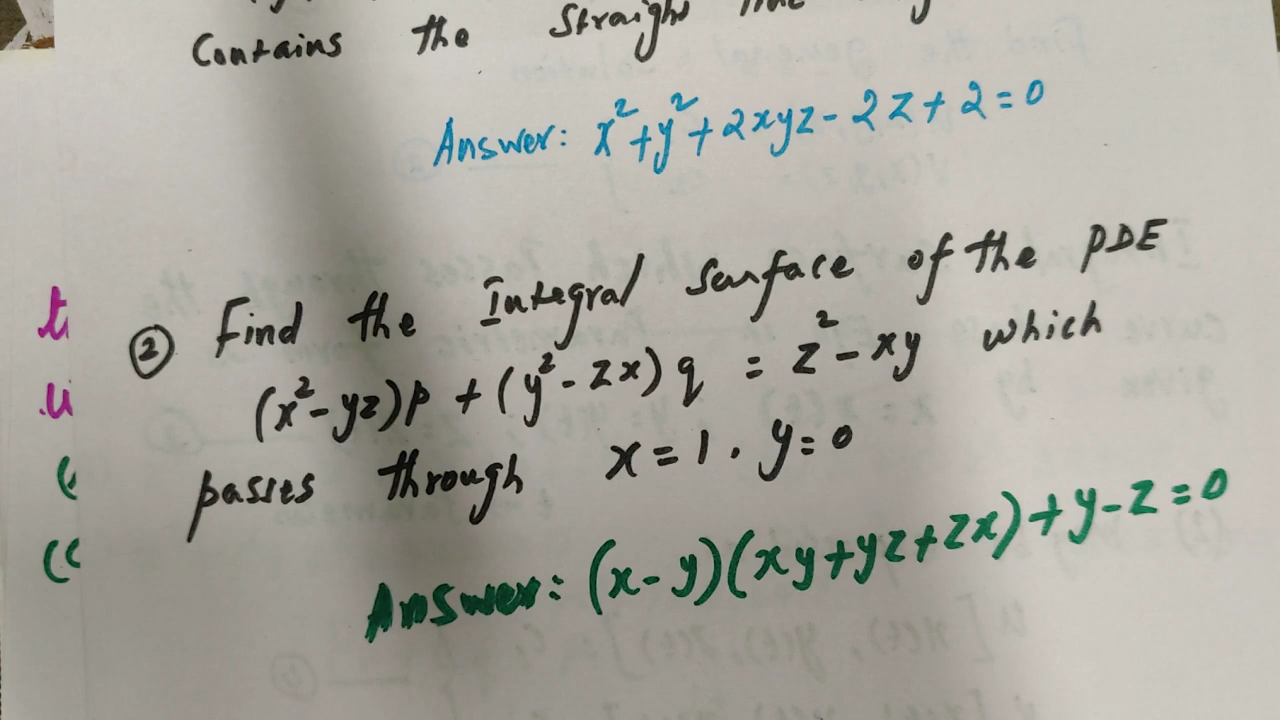 Contains the Straight
Answer: x²+y²+2xyz-2z+2=0
② Find the Integral Surface of the PDE
(x²-yz)p+(y²-zx)q = z²-xy which
passes through x=1, y=0
Answer: (x-y)(xy+yz+zx)+y-z=0